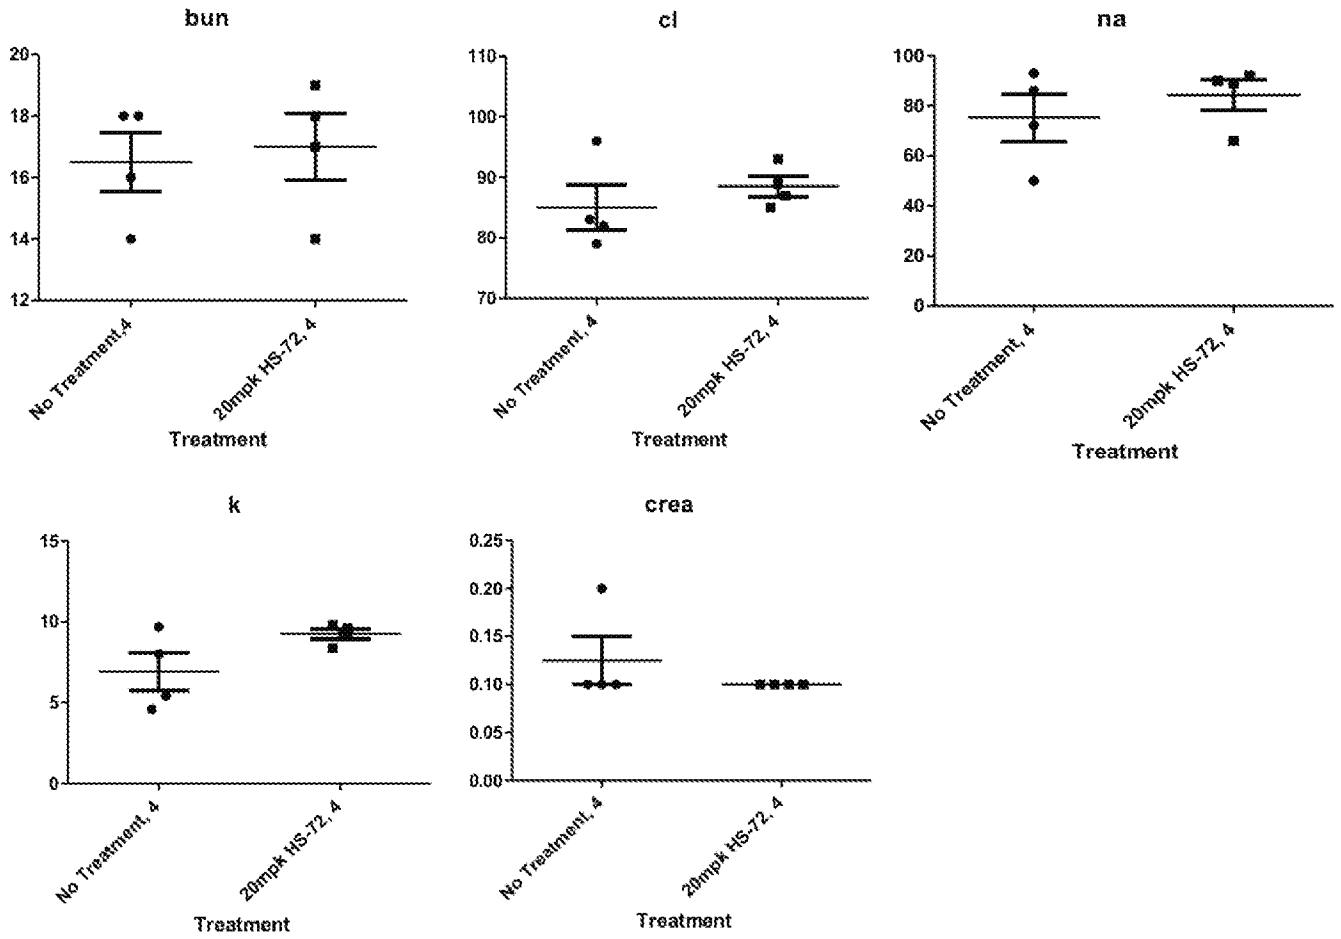 bun
20
18
16
14
12
No Treatment,4
20mpk HS-72, 4
Treatment
cl
110
100
90
80
70
No Treatment, 4
20mpk HS-72, 4
Treatment
na
100
80
60
40
20
0
No Treatment, 4
20mpk HS-72, 4
Treatment
k
15
10
5
0
No Treatment, 4
20mpk HS-72, 4
Treatment
crea
0.25
0.20
0.15
0.10
0.05
0.00
No Treatment, 4
20mpk HS-72, 4
Treatment